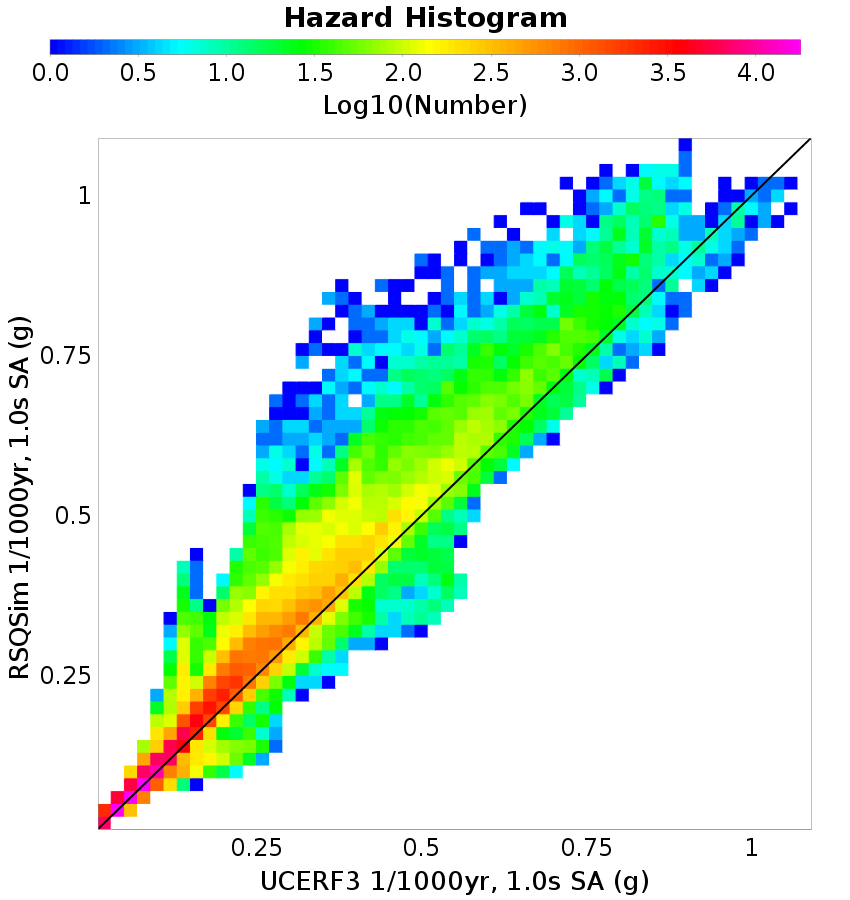 Hazard Histogram
0.0 0.5 1.0 1.5 2.0 2.5 3.0 3.5 4.0
Log10(Number)
1
0.75
0.5
0.25
RSQSim 1/1000yr, 1.0s SA (g)
0.25 0.5 0.75 1
UCERF3 1/1000yr, 1.0s SA (g)